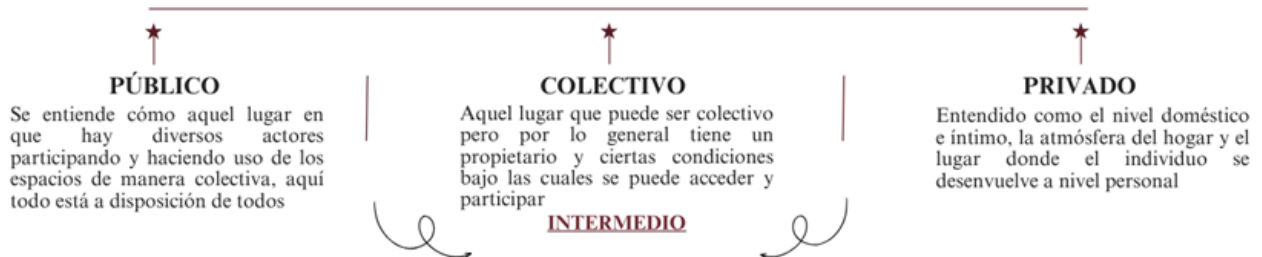 PÚBLICO
Se entiende cómo aquel lugar en
que hay diversos actores
participando y haciendo uso de los
espacios de manera colectiva, aquí
todo está a disposición de todos
COLECTIVO
Aquel lugar que puede ser colectivo
pero por lo general tiene un
propietario y ciertas condiciones
bajo las cuales se puede acceder y
participar
INTERMEDIO
PRIVADO
Entendido como el nivel doméstico
e íntimo, la atmósfera del hogar y el
lugar donde el individuo se
desenvuelve a nivel personal